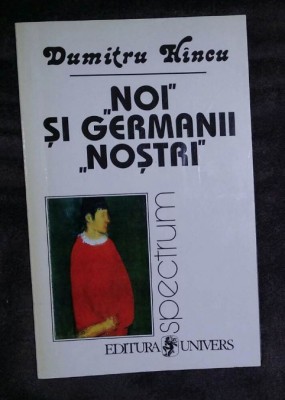 Dumitru Hîncu
„NOI”
ŞI GERMANII
„NOŞTRI”
spectrum
EDITURA UNIVERS